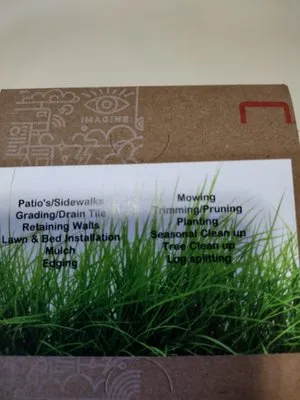 IMAGINE
Patio's/Sidewalks
Grading/Drain Tile
Retaining Walls
Lawn & Bed Installation
Mulch
Edging
Mowing
Trimming/Pruning
Planting
Seasonal Clean up
Tree Clean up
Log splitting